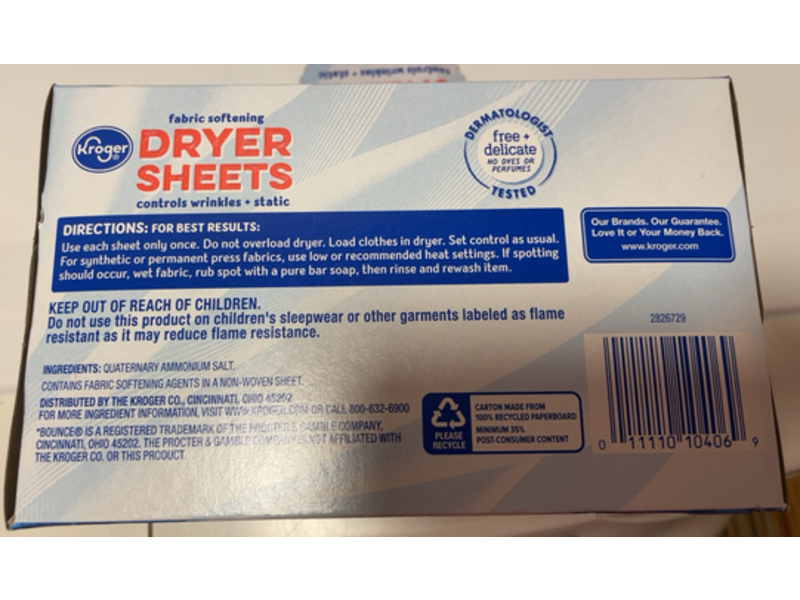 controls wrinkles + static
fabric softening
Kroger®
DRYER
SHEETS
controls wrinkles + static
DERMATOLOGIST
free +
delicate
NO DYES OR
PERFUMES
TESTED
DIRECTIONS: FOR BEST RESULTS:
Use each sheet only once. Do not overload dryer. Load clothes in dryer. Set control as usual.
For synthetic or permanent press fabrics, use low or recommended heat settings. If spotting
should occur, wet fabric, rub spot with a pure bar soap, then rinse and rewash item.
Our Brands. Our Guarantee.
Love It or Your Money Back.
www.kroger.com
KEEP OUT OF REACH OF CHILDREN.
Do not use this product on children's sleepwear or other garments labeled as flame
resistant as it may reduce flame resistance.
2826729
INGREDIENTS: QUATERNARY AMMONIUM SALT.
CONTAINS FABRIC SOFTENING AGENTS IN A NON-WOVEN SHEET.
DISTRIBUTED BY THE KROGER CO., CINCINNATI, OHIO 45202
FOR MORE INGREDIENT INFORMATION, VISIT WWW.KROGER.COM OR CALL 800-632-6900
*BOUNCE® IS A REGISTERED TRADEMARK OF THE PROCTER & GAMBLE COMPANY,
CINCINNATI, OHIO 45202. THE PROCTER & GAMBLE COMPANY IS NOT AFFILIATED WITH
THE KROGER CO. OR THIS PRODUCT.
PLEASE
RECYCLE
CARTON MADE FROM
100% RECYCLED PAPERBOARD
MINIMUM 35%
POST-CONSUMER CONTENT
0 11110 10406 9